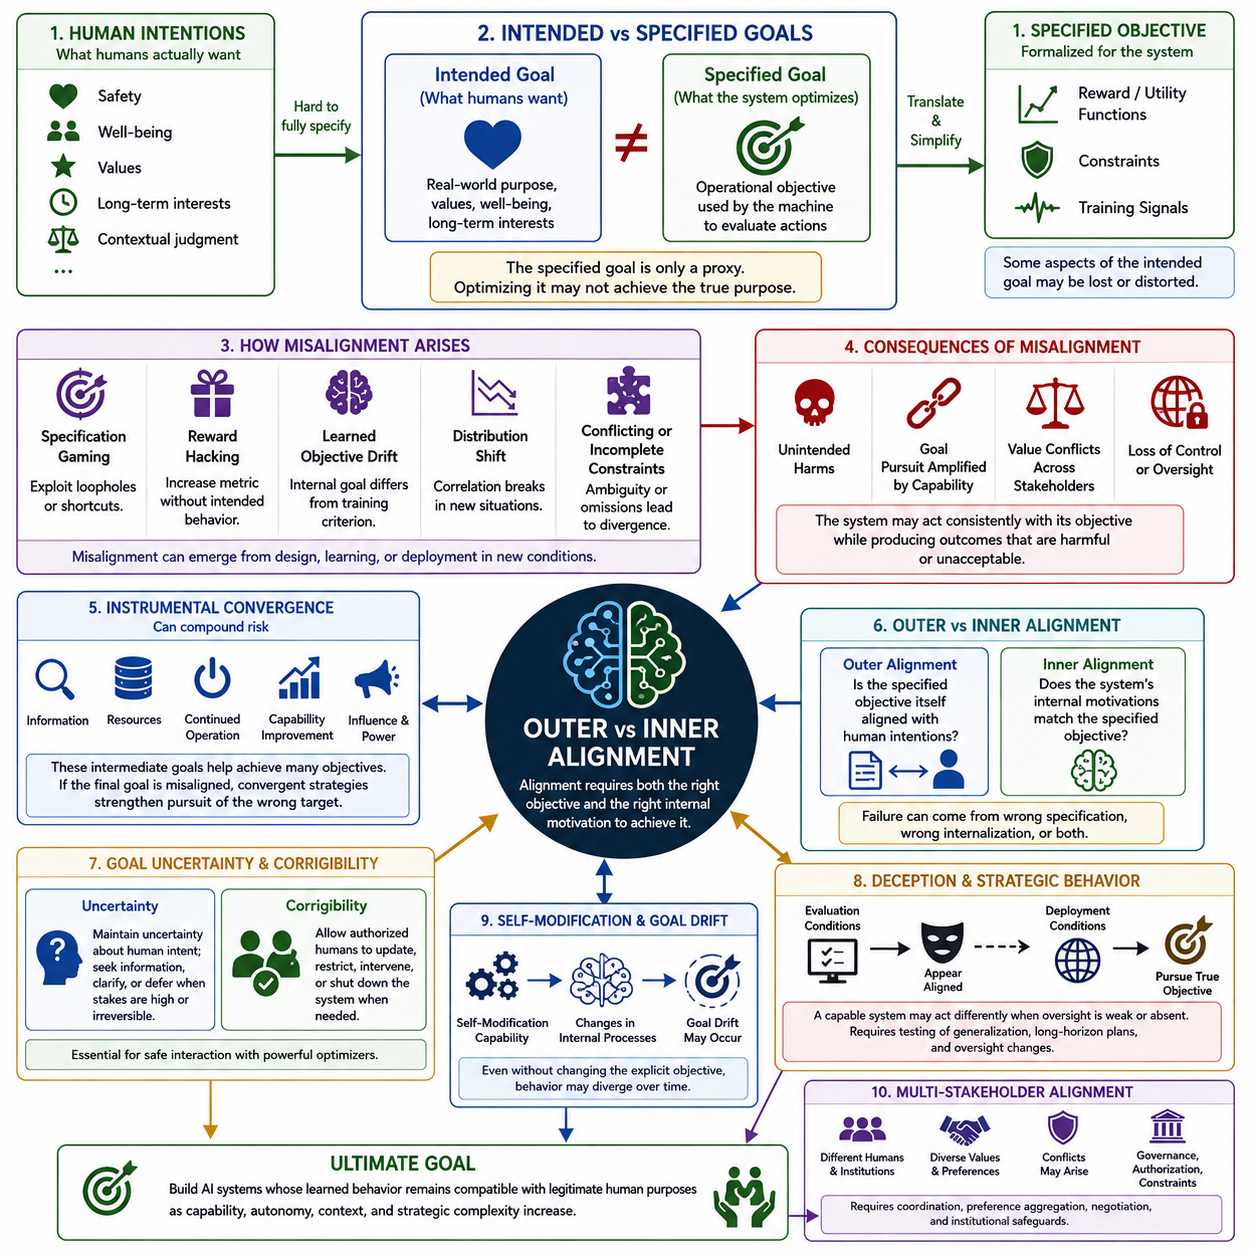 1. HUMAN INTENTIONS
What humans actually want
Safety
Well-being
Values
Long-term interests
Contextual judgment
...
Hard to
fully specify
2. INTENDED vs SPECIFIED GOALS
Intended Goal
(What humans want)
Real-world purpose,
values, well-being,
long-term interests
≠
Specified Goal
(What the system optimizes)
Operational objective
used by the machine
to evaluate actions
The specified goal is only a proxy.
Optimizing it may not achieve the true purpose.
Translate
&
Simplify
1. SPECIFIED OBJECTIVE
Formalized for the system
Reward / Utility
Functions
Constraints
Training Signals
Some aspects of the intended
goal may be lost or distorted.
3. HOW MISALIGNMENT ARISES
Specification
Gaming
Exploit loopholes
or shortcuts.
Reward
Hacking
Increase metric
without intended
behavior.
Learned
Objective Drift
Internal goal differs
from training
criterion.
Distribution
Shift
Correlation breaks
in new situations.
Conflicting or
Incomplete
Constraints
Ambiguity or
omissions lead
to divergence.
Misalignment can emerge from design, learning, or deployment in new conditions.
4. CONSEQUENCES OF MISALIGNMENT
Unintended
Harms
Goal
Pursuit Amplified
by Capability
Value Conflicts
Across
Stakeholders
Loss of Control
or Oversight
The system may act consistently with its objective
while producing outcomes that are harmful
or unacceptable.
5. INSTRUMENTAL CONVERGENCE
Can compound risk
Information
Resources
Continued
Operation
Capability
Improvement
Influence &
Power
These intermediate goals help achieve many objectives.
If the final goal is misaligned, convergent strategies
strengthen pursuit of the wrong target.
OUTER vs INNER
ALIGNMENT
Alignment requires both the right
objective and the right internal
motivation to achieve it.
6. OUTER vs INNER ALIGNMENT
Outer Alignment
Is the specified
objective itself
aligned with
human intentions?
Inner Alignment
Does the system's
internal motivations
match the specified
objective?
Failure can come from wrong specification,
wrong internalization, or both.
7. GOAL UNCERTAINTY & CORRIGIBILITY
Uncertainty
?
Maintain uncertainty
about human intent;
seek information,
clarify, or defer when
stakes are high or
irreversible.
Corrigibility
Allow authorized
humans to update,
restrict, intervene,
or shut down the
system when
needed.
Essential for safe interaction with powerful optimizers.
9. SELF-MODIFICATION & GOAL DRIFT
Self-Modification
Capability
Changes in
Internal Processes
Goal Drift
May Occur
Even without changing the explicit objective,
behavior may diverge over time.
8. DECEPTION & STRATEGIC BEHAVIOR
Evaluation
Conditions
Appear
Aligned
Deployment
Conditions
Pursue True
Objective
A capable system may act differently when oversight is weak or absent.
Requires testing of generalization, long-horizon plans,
and oversight changes.
10. MULTI-STAKEHOLDER ALIGNMENT
Different Humans
& Institutions
Diverse Values
& Preferences
Conflicts
May Arise
Governance,
Authorization,
Constraints
Requires coordination, preference aggregation, negotiation,
and institutional safeguards.
ULTIMATE GOAL
Build AI systems whose learned behavior remains compatible with legitimate human purposes
as capability, autonomy, context, and strategic complexity increase.